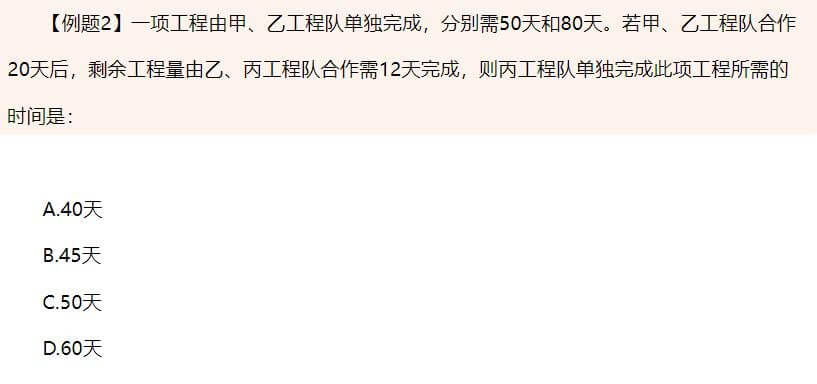 【例题2】一项工程由甲、乙工程队单独完成，分别需50天和80天。若甲、乙工程队合作
20天后，剩余工程量由乙、丙工程队合作需12天完成，则丙工程队单独完成此项工程所需的
时间是：
A.40天
B.45天
C.50天
D.60天